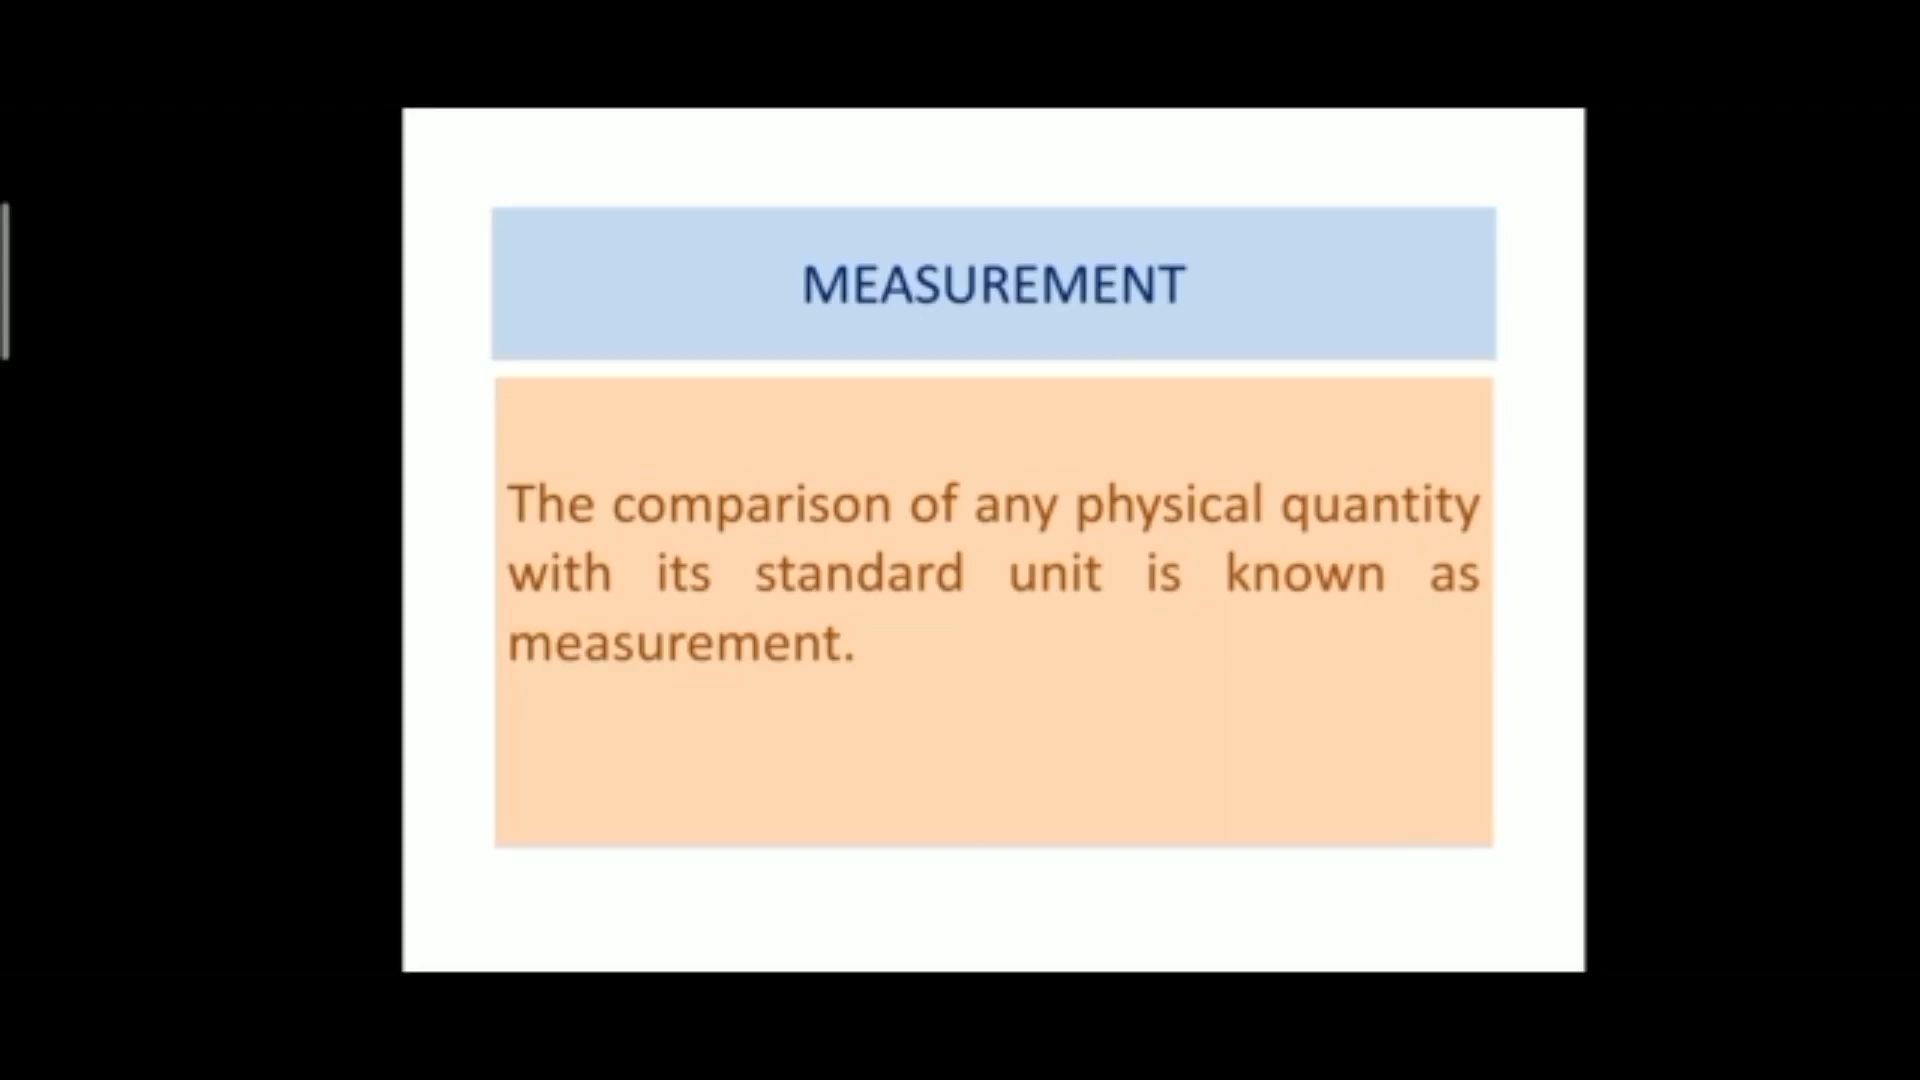 MEASUREMENT
The comparison of any physical quantity
with its standard unit is known as
measurement.